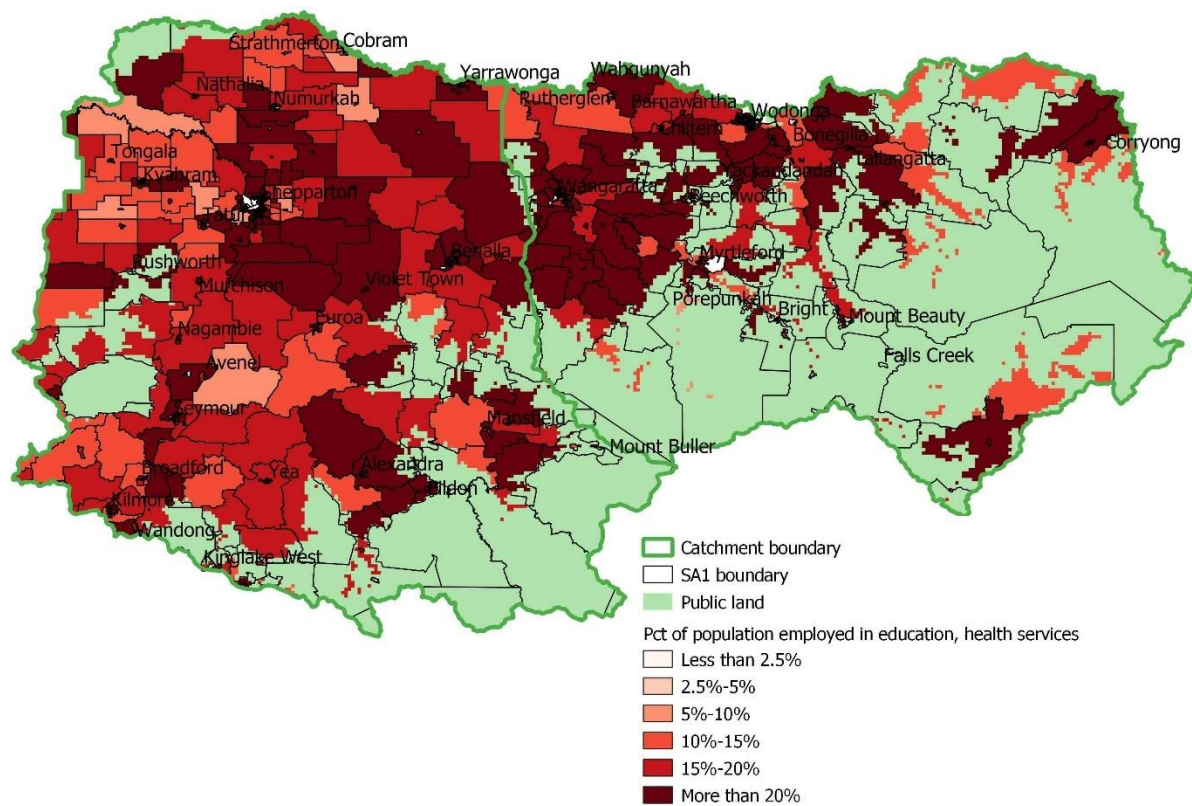 Strathmerton
Cobram
Nathalia
Numurkah
Yarrawonga
Wahgunyah
Rutherglen
Barnawartha
Wodonga
Chiltern
Bonegilla
Tallangatta
Corryong
Tongala
Kyabram
Shepparton
Tatura
Wangaratta
Yackandandah
Beechworth
Rushworth
Benalla
Myrtleford
Murchison
Violet Town
Porepunkah
Bright
Mount Beauty
Nagambie
Euroa
Falls Creek
Avenel
Seymour
Mansfield
Mount Buller
Broadford
Yea
Alexandra
Eildon
Kilmore
Wandong
Kinglake West
Catchment boundary
SA1 boundary
Public land
Pct of population employed in education, health services
Less than 2.5%
2.5%-5%
5%-10%
10%-15%
15%-20%
More than 20%